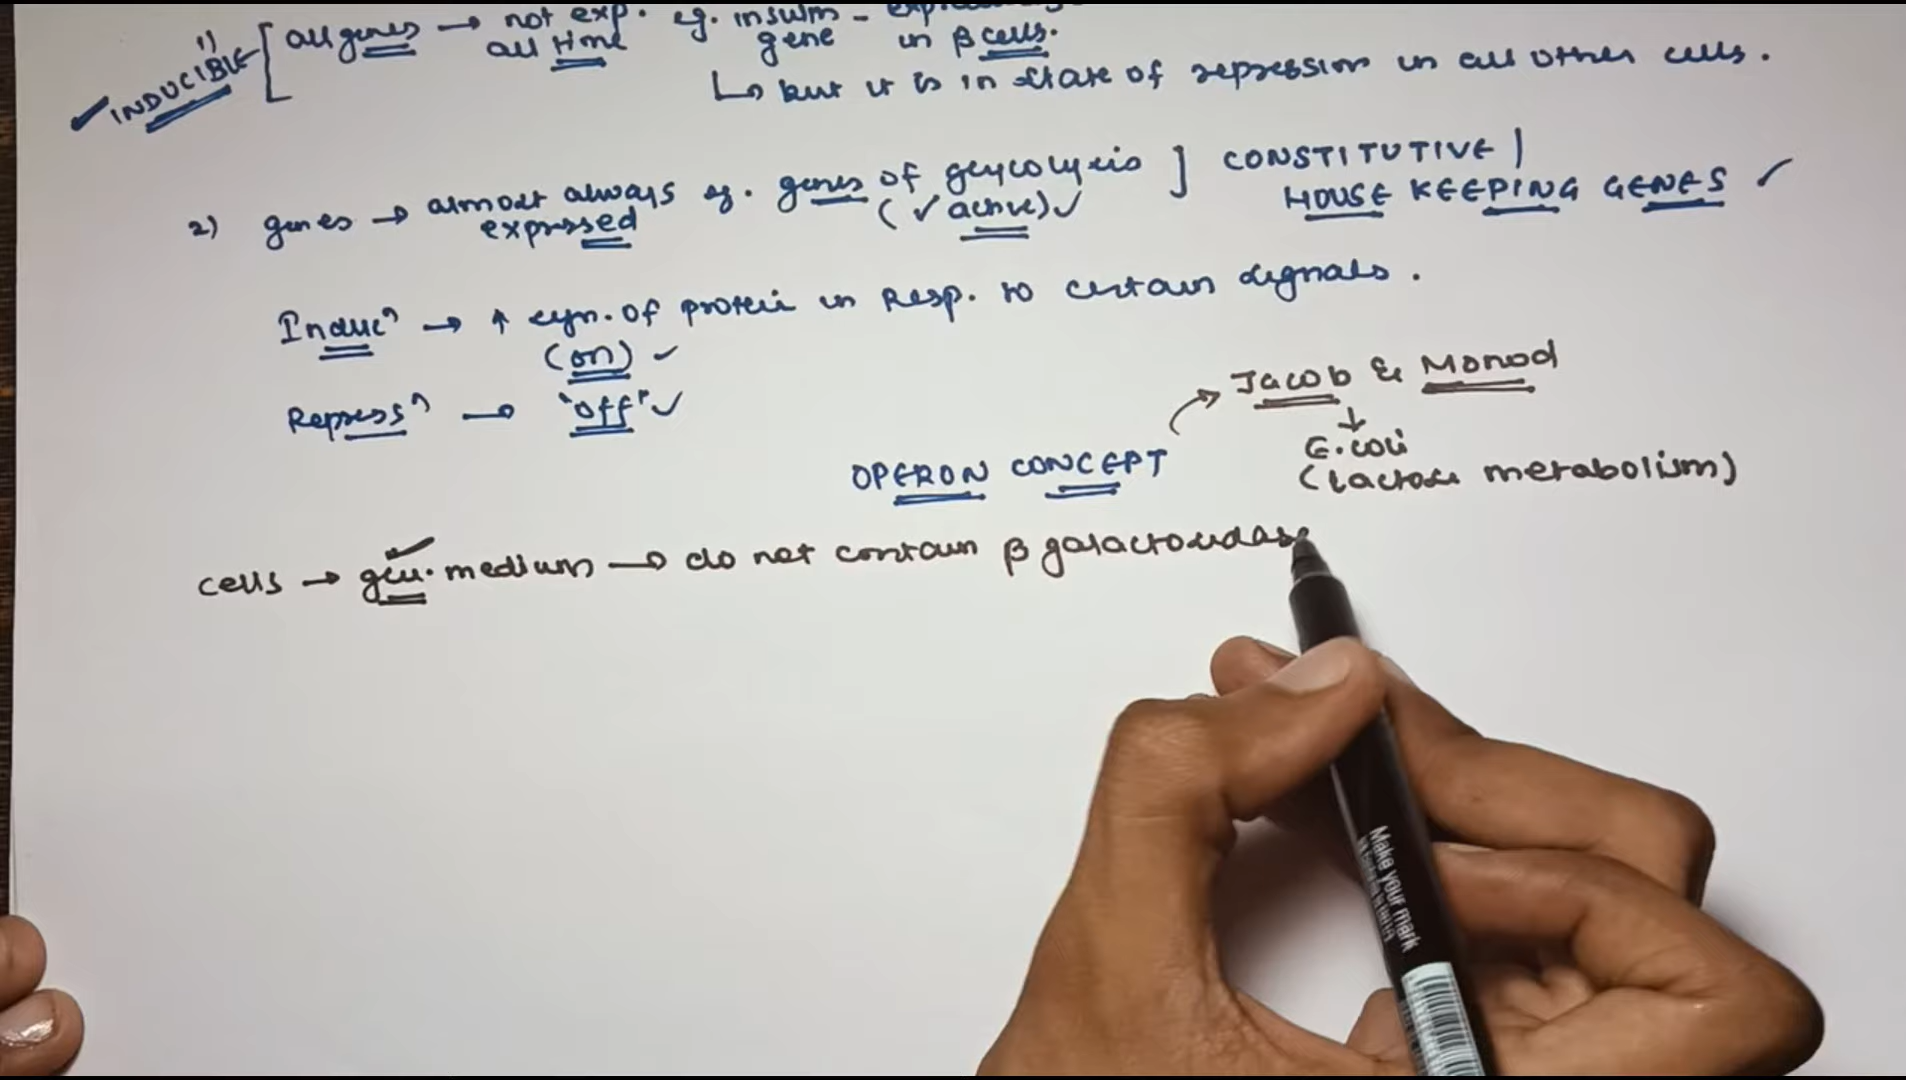 1) all genes → not exp. eg. insulin -
all time gene in β cells.
INDUCIBLE
↳ but it is in state of repression in all other cells.
2) genes → almost always eg. genes of glycolysis ] CONSTITUTIVE |
expressed (✓ active) ✓ HOUSE KEEPING GENES ✓
Inducⁿ → ↑ syn. of protein in Resp. to certain signals.
(on) ✓
Repressⁿ → "off" ✓
Jacob & Monod
↓
E.coli
OPERON CONCEPT (lactose metabolism)
cells → glu. medium → do not contain β galactosidase
Make your mark